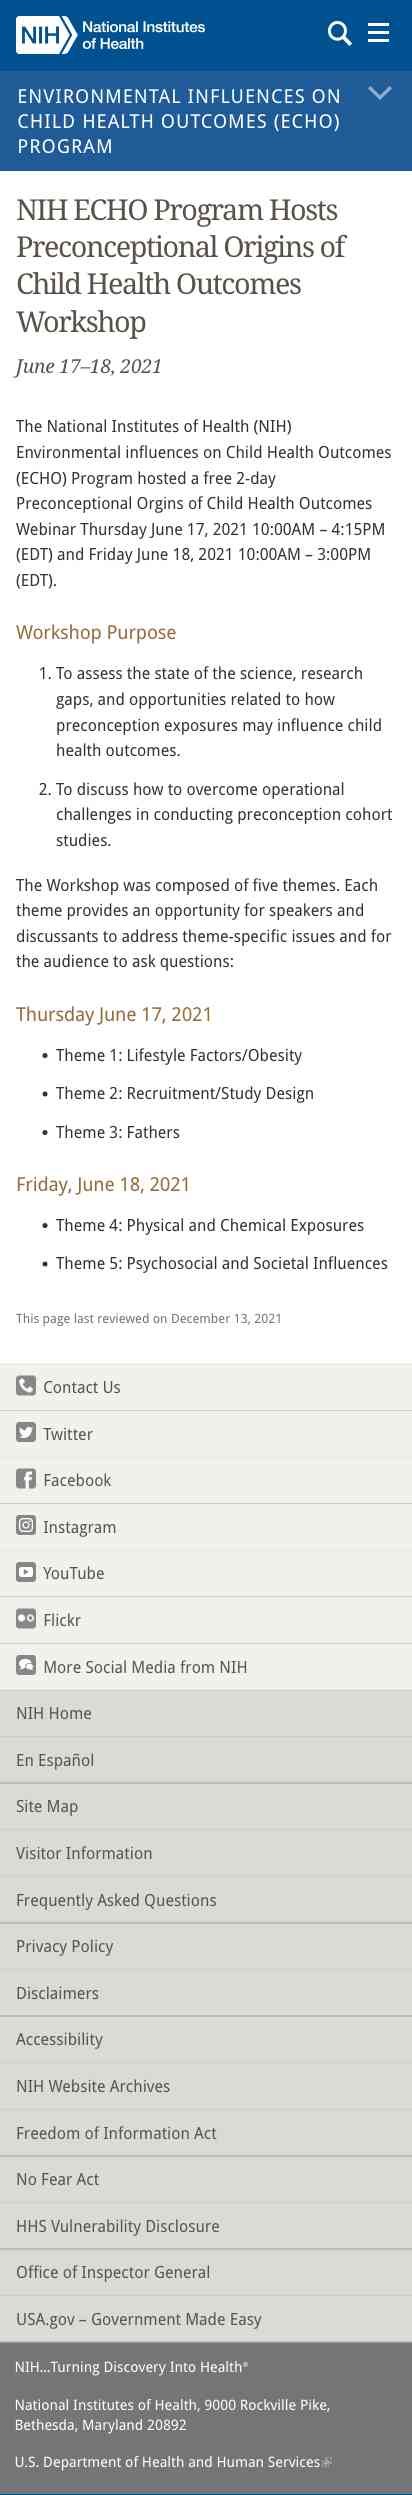 NIH National Institutes
of Health
ENVIRONMENTAL INFLUENCES ON
CHILD HEALTH OUTCOMES (ECHO)
PROGRAM
NIH ECHO Program Hosts
Preconceptional Origins of
Child Health Outcomes
Workshop
June 17–18, 2021
The National Institutes of Health (NIH)
Environmental influences on Child Health Outcomes
(ECHO) Program hosted a free 2-day
Preconceptional Orgins of Child Health Outcomes
Webinar Thursday June 17, 2021 10:00AM – 4:15PM
(EDT) and Friday June 18, 2021 10:00AM – 3:00PM
(EDT).
Workshop Purpose
1. To assess the state of the science, research
gaps, and opportunities related to how
preconception exposures may influence child
health outcomes.
2. To discuss how to overcome operational
challenges in conducting preconception cohort
studies.
The Workshop was composed of five themes. Each
theme provides an opportunity for speakers and
discussants to address theme-specific issues and for
the audience to ask questions:
Thursday June 17, 2021
• Theme 1: Lifestyle Factors/Obesity
• Theme 2: Recruitment/Study Design
• Theme 3: Fathers
Friday, June 18, 2021
• Theme 4: Physical and Chemical Exposures
• Theme 5: Psychosocial and Societal Influences
This page last reviewed on December 13, 2021
Contact Us
Twitter
Facebook
Instagram
YouTube
Flickr
More Social Media from NIH
NIH Home
En Español
Site Map
Visitor Information
Frequently Asked Questions
Privacy Policy
Disclaimers
Accessibility
NIH Website Archives
Freedom of Information Act
No Fear Act
HHS Vulnerability Disclosure
Office of Inspector General
USA.gov – Government Made Easy
NIH...Turning Discovery Into Health®
National Institutes of Health, 9000 Rockville Pike,
Bethesda, Maryland 20892
U.S. Department of Health and Human Services